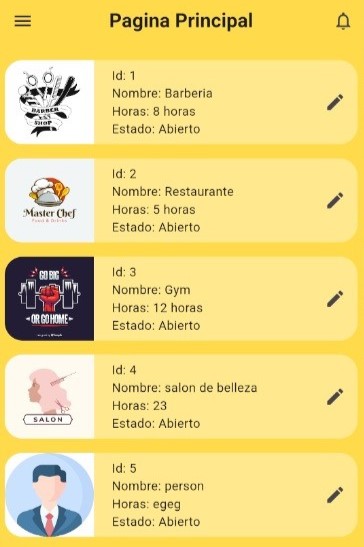 Pagina Principal
Id: 1
Nombre: Barberia
Horas: 8 horas
Estado: Abierto
BARBER
SHOP
Id: 2
Nombre: Restaurante
Horas: 5 horas
Estado: Abierto
Master Chef
Id: 3
Nombre: Gym
Horas: 12 horas
Estado: Abierto
GO BIG
OR GO HOME
Id: 4
Nombre: salon de belleza
Horas: 23
Estado: Abierto
SALON
Id: 5
Nombre: person
Horas: egeg
Estado: Abierto